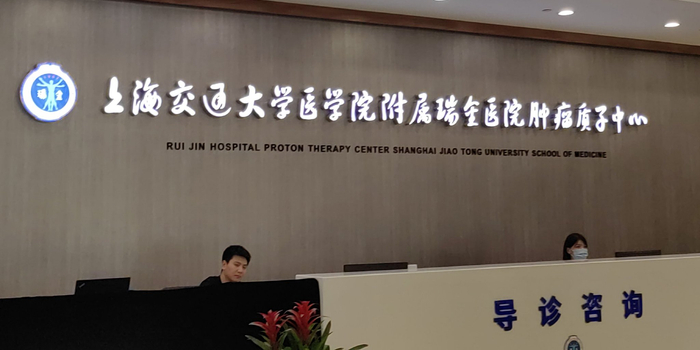 上海交通大学医学院附属瑞金医院肿瘤质子中心
RUI JIN HOSPITAL PROTON THERAPY CENTER SHANGHAI JIAO TONG UNIVERSITY SCHOOL OF MEDICINE
导诊咨询